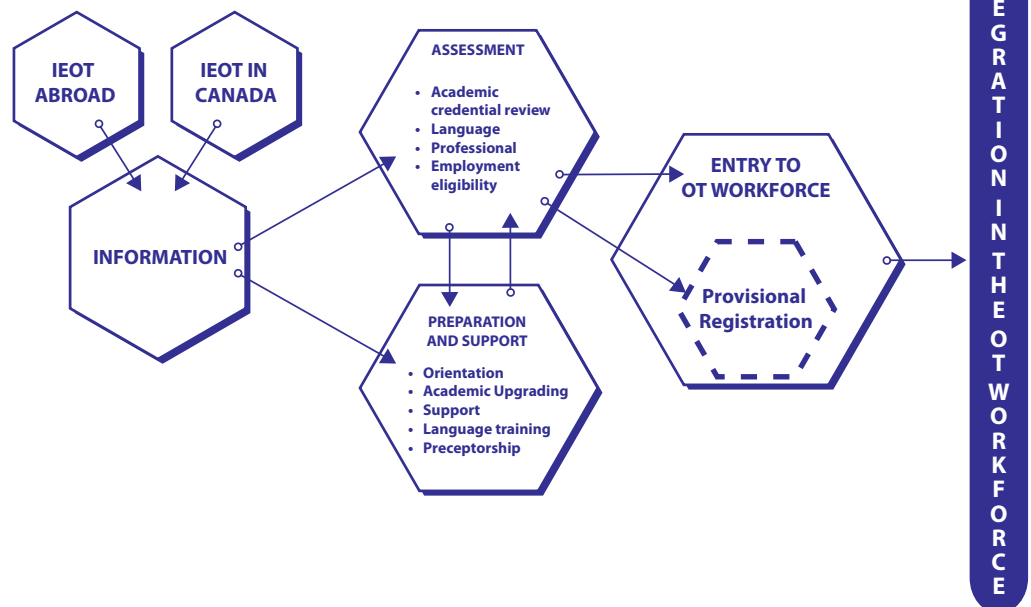 IEOT
ABROAD
IEOT IN
CANADA
INFORMATION
ASSESSMENT
• Academic
credential review
• Language
• Professional
• Employment
eligibility
PREPARATION
AND SUPPORT
• Orientation
• Academic Upgrading
• Support
• Language training
• Preceptorship
ENTRY TO
OT WORKFORCE
Provisional
Registration
EGRATION IN THE OT WORKFORCE